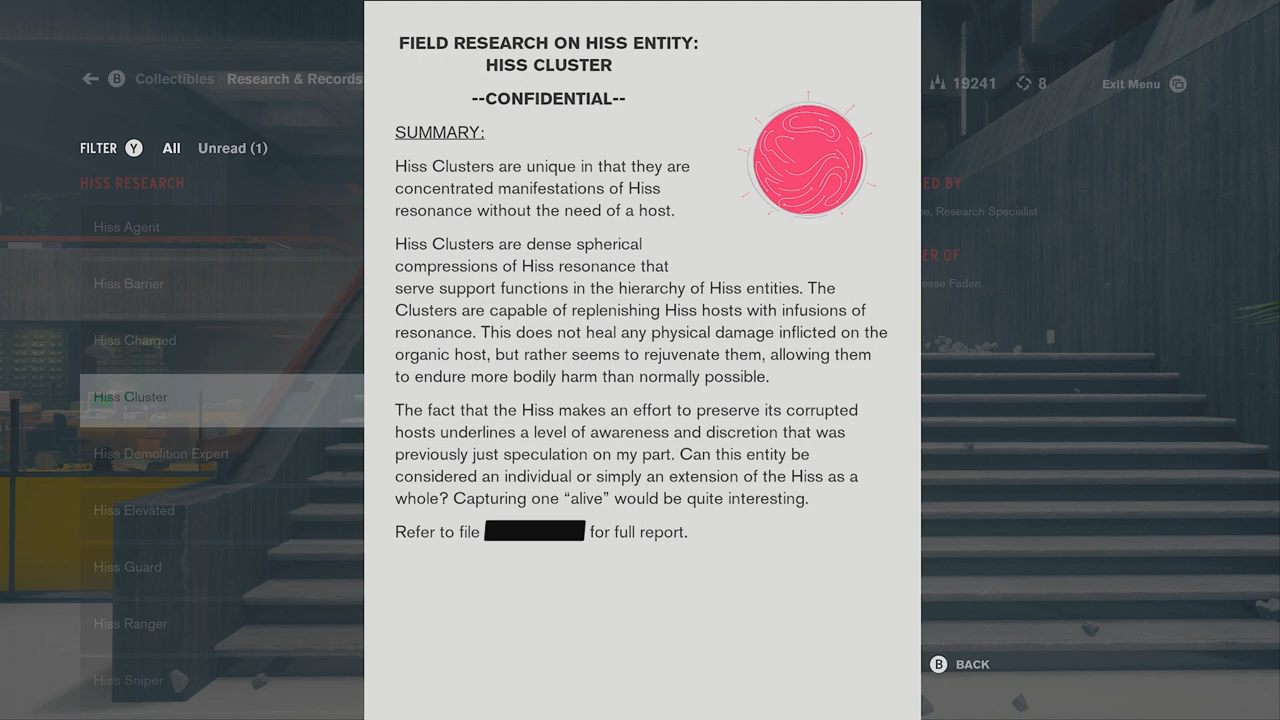 FIELD RESEARCH ON HISS ENTITY:
HISS CLUSTER
--CONFIDENTIAL--
SUMMARY:
Hiss Clusters are unique in that they are
concentrated manifestations of Hiss
resonance without the need of a host.
Hiss Clusters are dense spherical
compressions of Hiss resonance that
serve support functions in the hierarchy of Hiss entities. The
Clusters are capable of replenishing Hiss hosts with infusions of
resonance. This does not heal any physical damage inflicted on the
organic host, but rather seems to rejuvenate them, allowing them
to endure more bodily harm than normally possible.
The fact that the Hiss makes an effort to preserve its corrupted
hosts underlines a level of awareness and discretion that was
previously just speculation on my part. Can this entity be
considered an individual or simply an extension of the Hiss as a
whole? Capturing one “alive” would be quite interesting.
Refer to file for full report.
B Collectibles Research & Records
FILTER Y All Unread (1)
HISS RESEARCH
Hiss Agent
Hiss Barrier
Hiss Charged
Hiss Cluster
Hiss Demolition Expert
Hiss Elevated
Hiss Guard
Hiss Ranger
Hiss Sniper
19241 8 Exit Menu
ED BY
e, Research Specialist
ER OF
esse Faden
B BACK